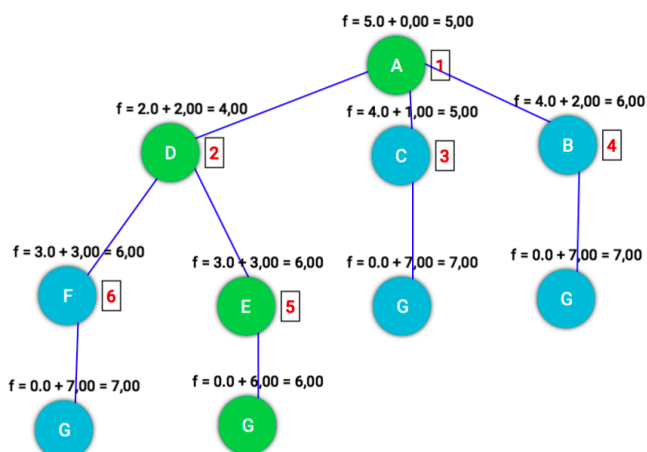 f = 5.0 + 0,00 = 5,00
A
1
f = 2.0 + 2,00 = 4,00
f = 4.0 + 1,00 = 5,00
f = 4.0 + 2,00 = 6,00
D
2
C
3
B
4
f = 3.0 + 3,00 = 6,00
f = 3.0 + 3,00 = 6,00
f = 0.0 + 7,00 = 7,00
f = 0.0 + 7,00 = 7,00
F
6
E
5
G
G
f = 0.0 + 7,00 = 7,00
f = 0.0 + 6,00 = 6,00
G
G